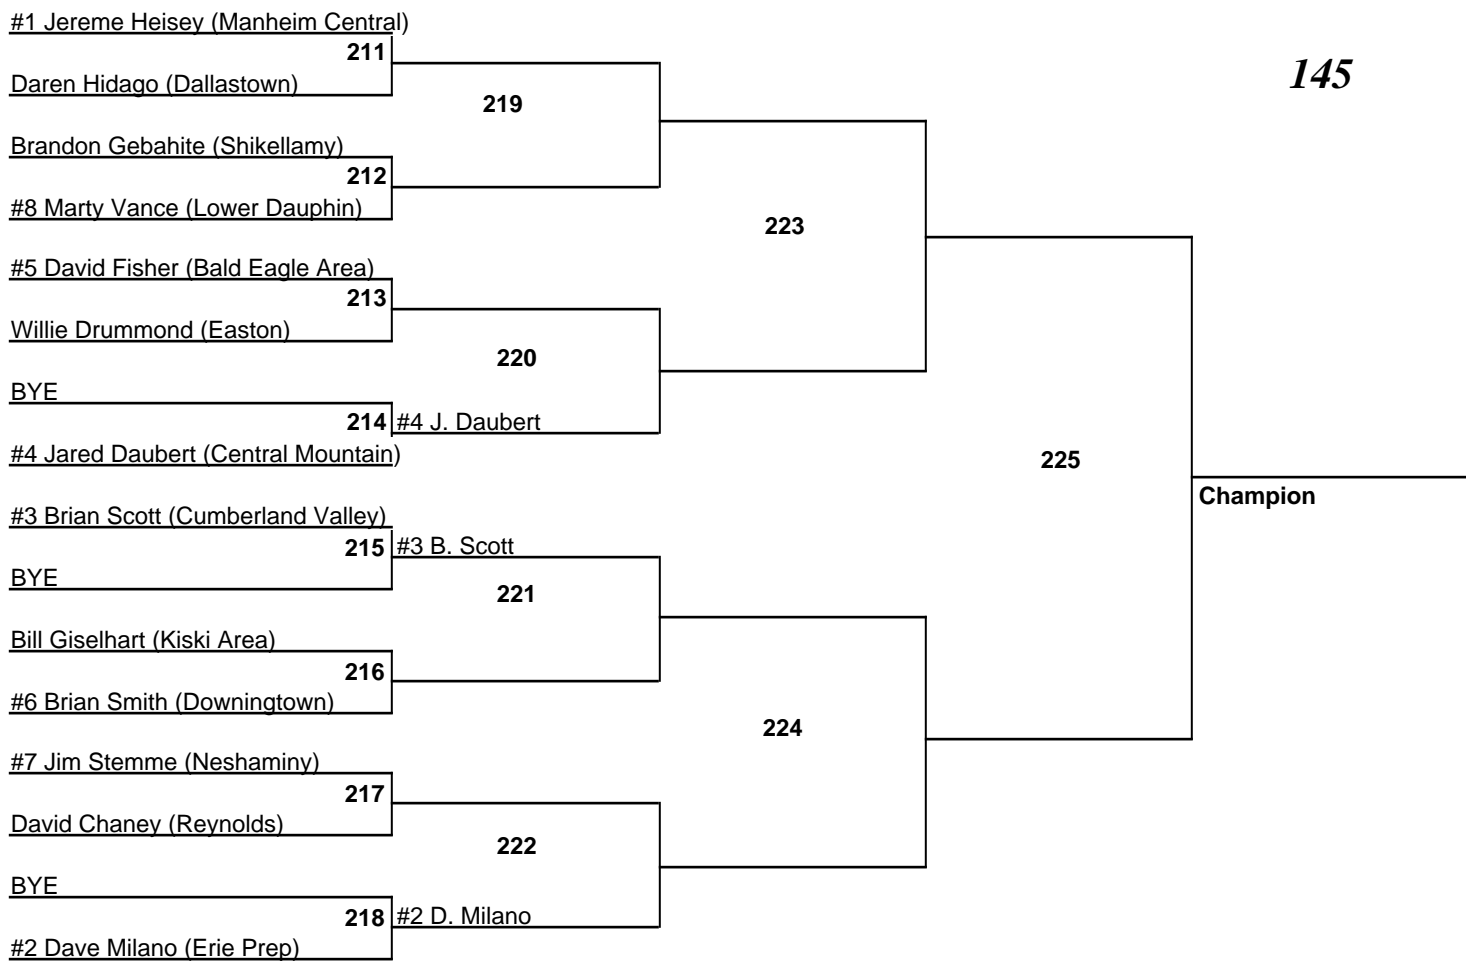 #1 Jereme Heisey (Manheim Central)
211
145
Daren Hidago (Dallastown)
219
Brandon Gebahite (Shikellamy)
212
#8 Marty Vance (Lower Dauphin)
223
#5 David Fisher (Bald Eagle Area)
213
Willie Drummond (Easton)
220
BYE
214 #4 J. Daubert
#4 Jared Daubert (Central Mountain)
225
Champion
#3 Brian Scott (Cumberland Valley)
215 #3 B. Scott
BYE
221
Bill Giselhart (Kiski Area)
216
#6 Brian Smith (Downingtown)
224
#7 Jim Stemme (Neshaminy)
217
David Chaney (Reynolds)
222
BYE
218 #2 D. Milano
#2 Dave Milano (Erie Prep)